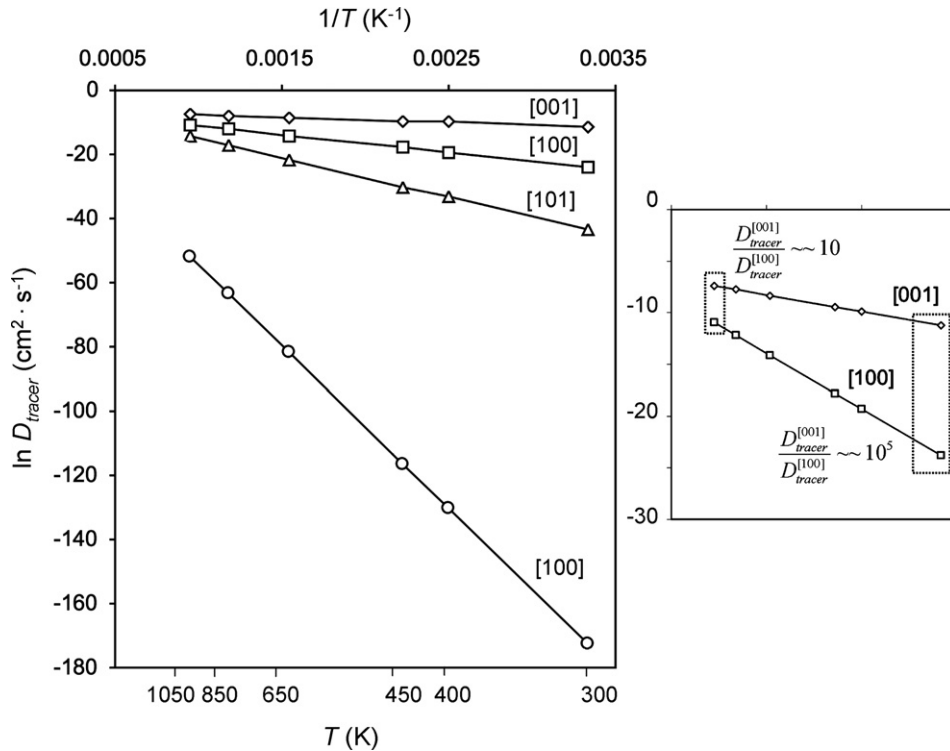 1/T (K⁻¹)
0.0005 0.0015 0.0025 0.0035
0
-20
-40
-60
-80
-100
-120
-140
-160
-180
ln D_tracer (cm² · s⁻¹)
[001]
[100]
[101]
[100]
1050 850 650 450 400 300
T (K)
0
-10
-20
-30
D_tracer^[001] / D_tracer^[100] ~~ 10
[001]
[100]
D_tracer^[001] / D_tracer^[100] ~~ 10⁵